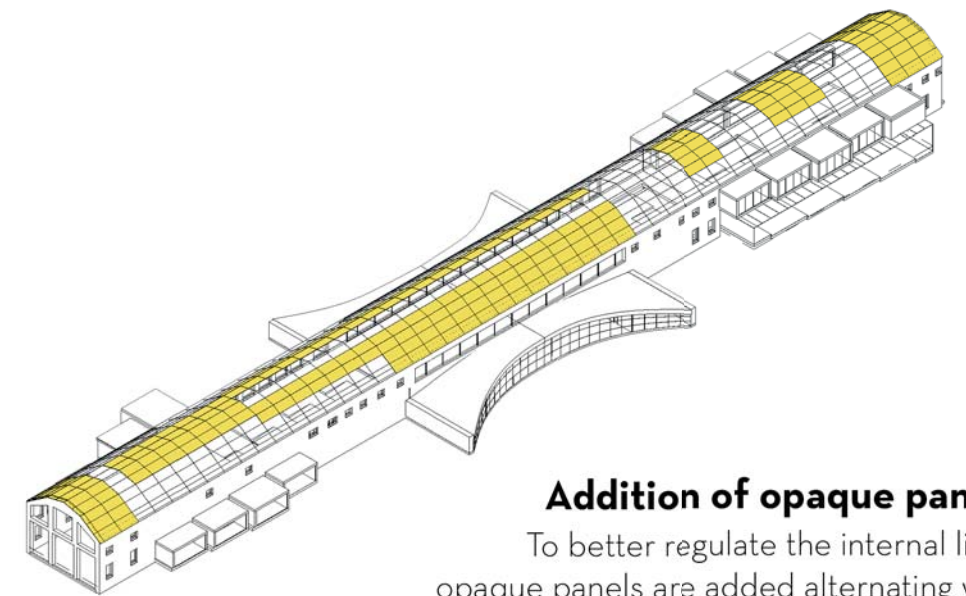 Addition of opaque pan
To better regulate the internal li
opaque panels are added alternating